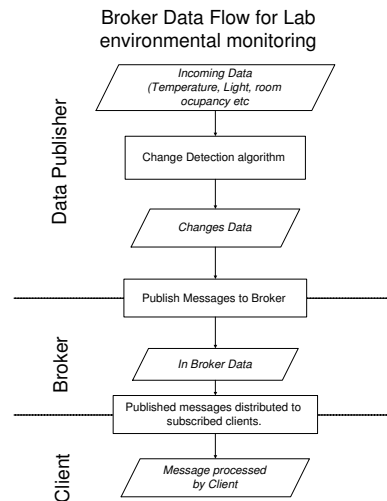 Broker Data Flow for Lab
environmental monitoring
Data Publisher
Incoming Data
(Temperature, Light, room
ocupancy etc
Change Detection algorithm
Changes Data
Publish Messages to Broker
Broker
In Broker Data
Published messages distributed to
subscribed clients.
Client
Message processed
by Client